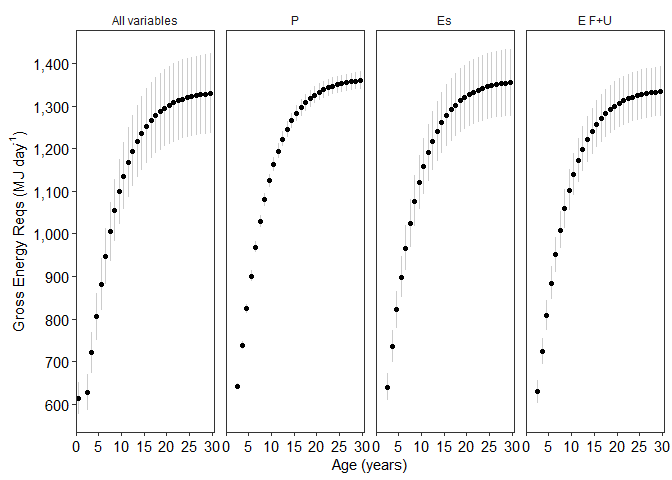 All variables P Es E F+U
Gross Energy Reqs (MJ day⁻¹)
1,400
1,300
1,200
1,100
1,000
900
800
700
600
0 5 10 15 20 25 30 0 5 10 15 20 25 30 0 5 10 15 20 25 30 0 5 10 15 20 25 30
Age (years)